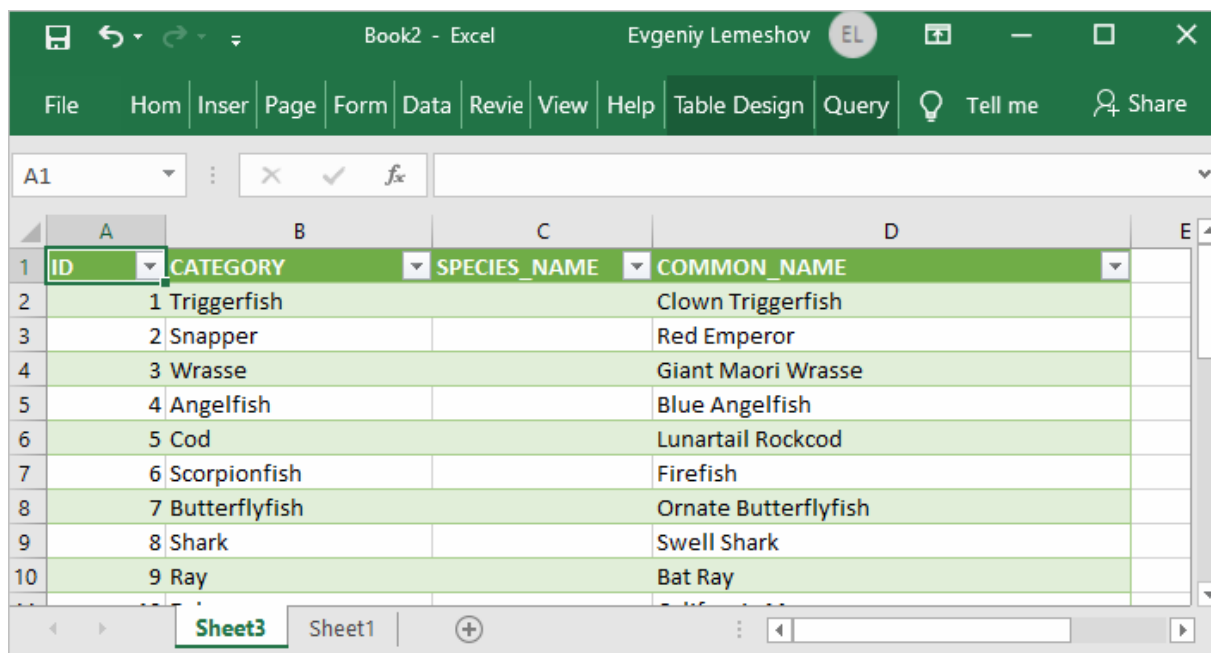 Book2 - Excel Evgeniy Lemeshov EL
File Hom Inser Page Form Data Revie View Help Table Design Query Tell me Share
A1 fx
A B C D E
1 ID CATEGORY SPECIES_NAME COMMON_NAME
2 1 Triggerfish Clown Triggerfish
3 2 Snapper Red Emperor
4 3 Wrasse Giant Maori Wrasse
5 4 Angelfish Blue Angelfish
6 5 Cod Lunartail Rockcod
7 6 Scorpionfish Firefish
8 7 Butterflyfish Ornate Butterflyfish
9 8 Shark Swell Shark
10 9 Ray Bat Ray
Sheet3 Sheet1